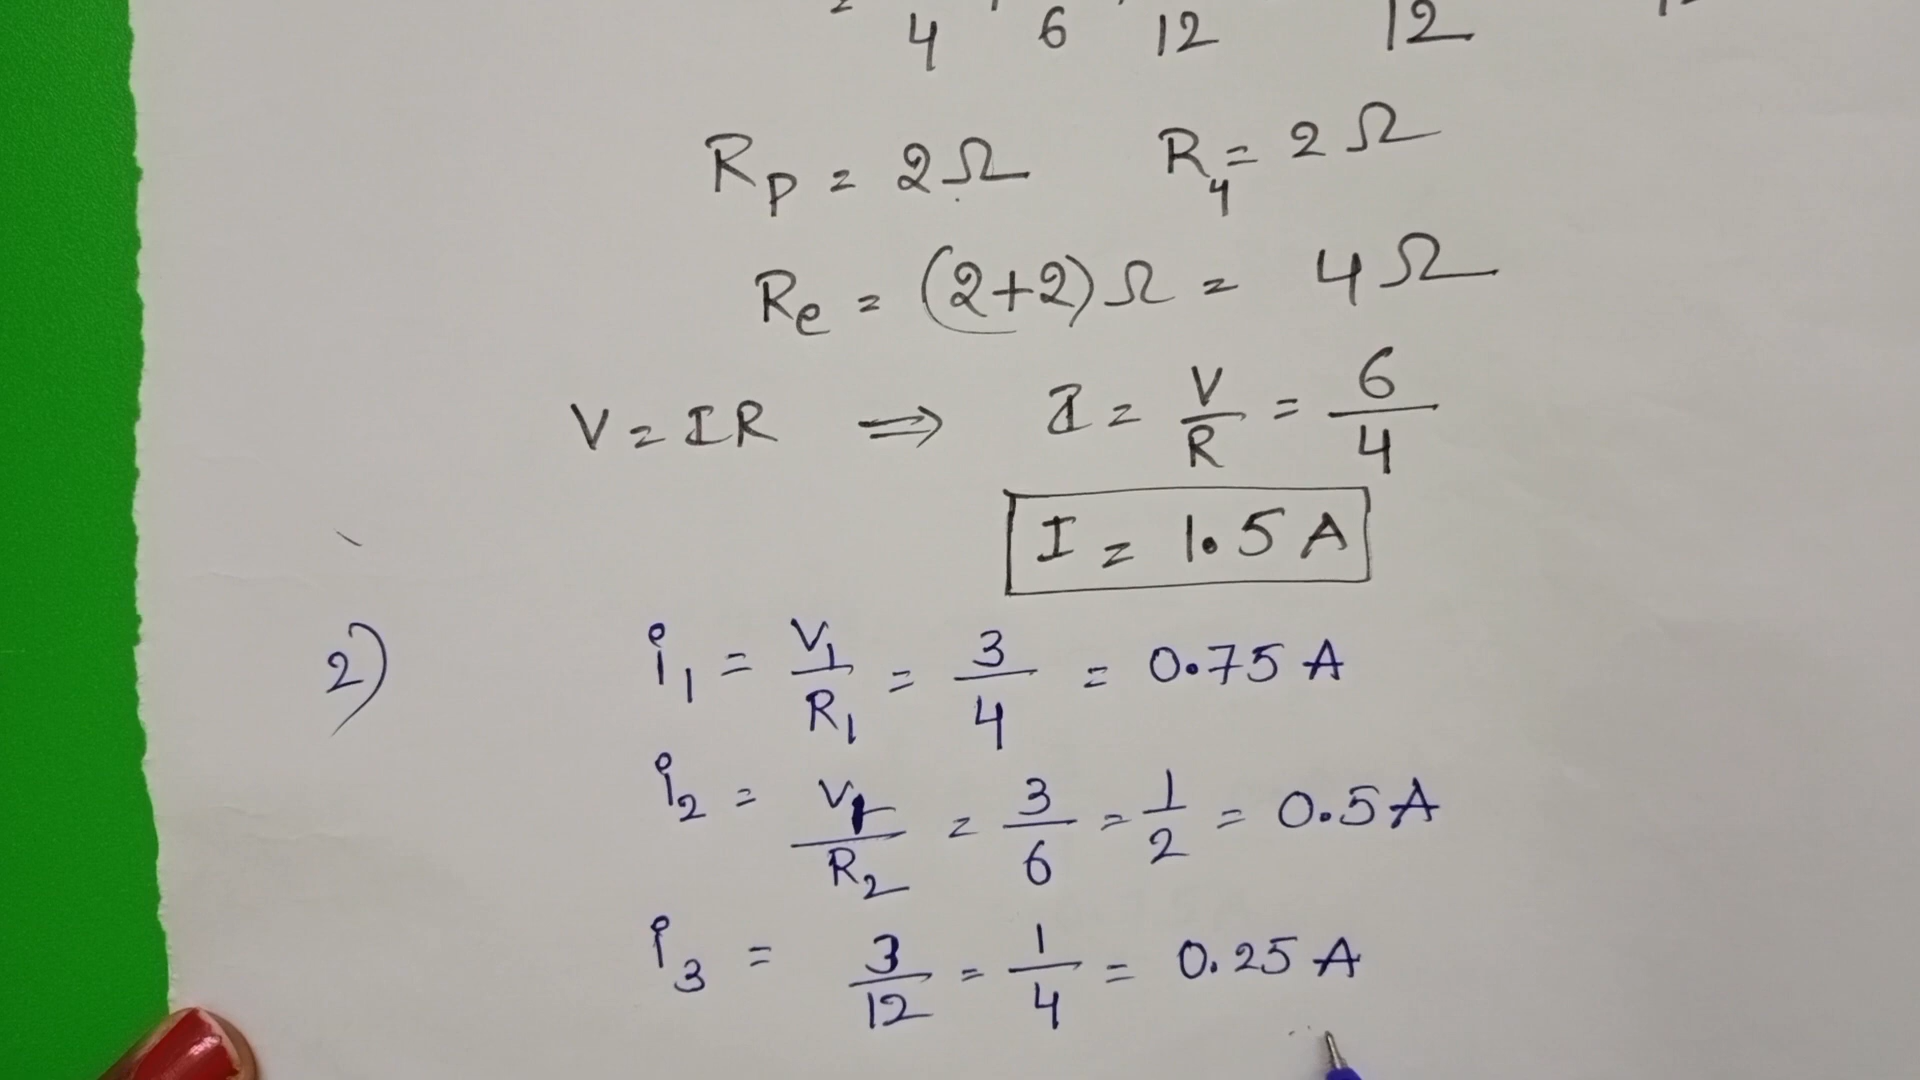 4 6 12 12
Rp = 2Ω R4 = 2Ω
Re = (2+2)Ω = 4Ω
V = IR ⟹ I = V/R = 6/4
I = 1.5 A
2) i1 = V1/R1 = 3/4 = 0.75 A
i2 = V1/R2 = 3/6 = 1/2 = 0.5 A
i3 = 3/12 = 1/4 = 0.25 A